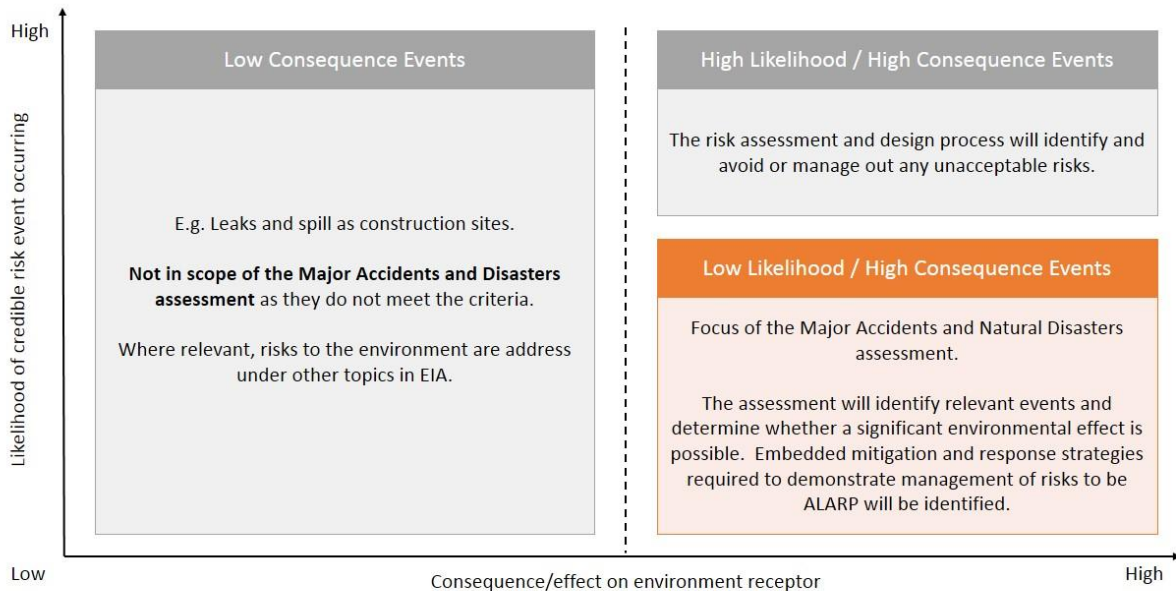 High
Likelihood of credible risk event occurring
Low Consequence Events
E.g. Leaks and spill as construction sites.
Not in scope of the Major Accidents and Disasters
assessment as they do not meet the criteria.
Where relevant, risks to the environment are address
under other topics in EIA.
High Likelihood / High Consequence Events
The risk assessment and design process will identify and
avoid or manage out any unacceptable risks.
Low Likelihood / High Consequence Events
Focus of the Major Accidents and Natural Disasters
assessment.
The assessment will identify relevant events and
determine whether a significant environmental effect is
possible.  Embedded mitigation and response strategies
required to demonstrate management of risks to be
ALARP will be identified.
Low
Consequence/effect on environment receptor
High